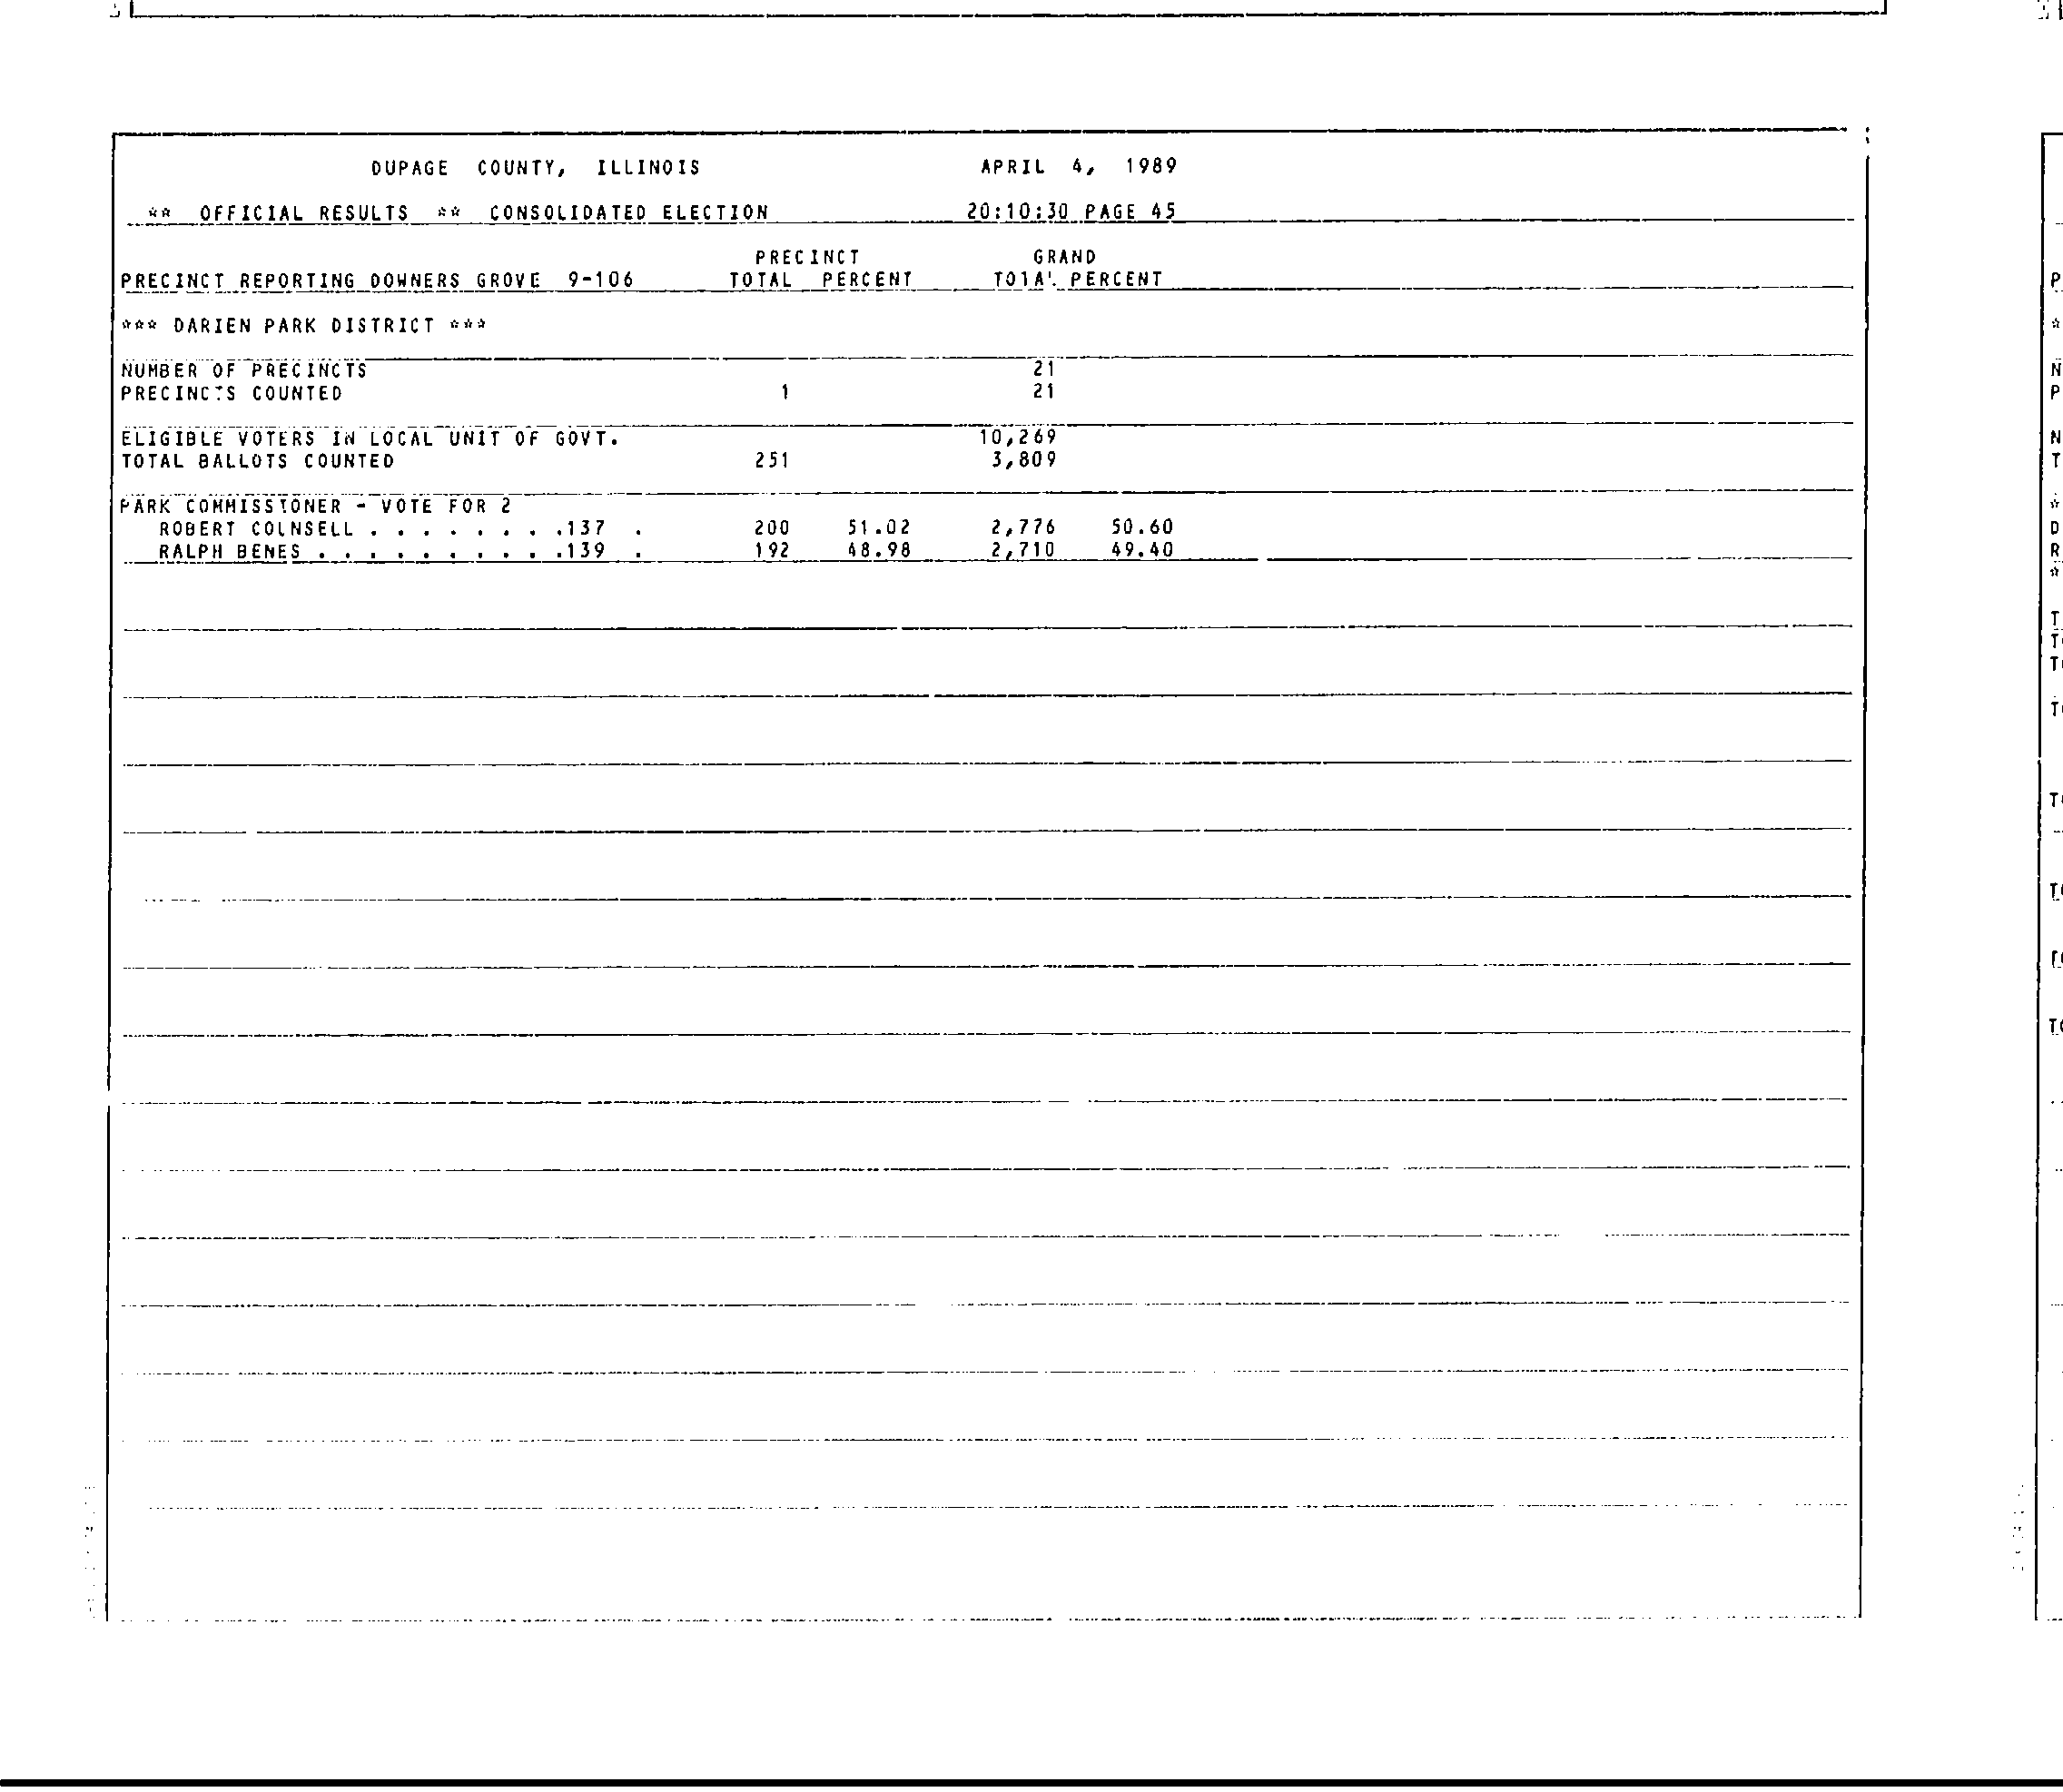 DUPAGE COUNTY, ILLINOIS APRIL 4, 1989
** OFFICIAL RESULTS ** CONSOLIDATED ELECTION 20:10:30 PAGE 45
PRECINCT GRAND
PRECINCT REPORTING DOWNERS GROVE 9-106 TOTAL PERCENT TOTAL PERCENT
*** DARIEN PARK DISTRICT ***
NUMBER OF PRECINCTS 21
PRECINCTS COUNTED 1 21
ELIGIBLE VOTERS IN LOCAL UNIT OF GOVT. 10,269
TOTAL BALLOTS COUNTED 251 3,809
PARK COMMISSIONER - VOTE FOR 2
ROBERT COUNSELL . . . . . . . .137 . 200 51.02 2,776 50.60
RALPH BENES . . . . . . . . . .139 . 192 48.98 2,710 49.40